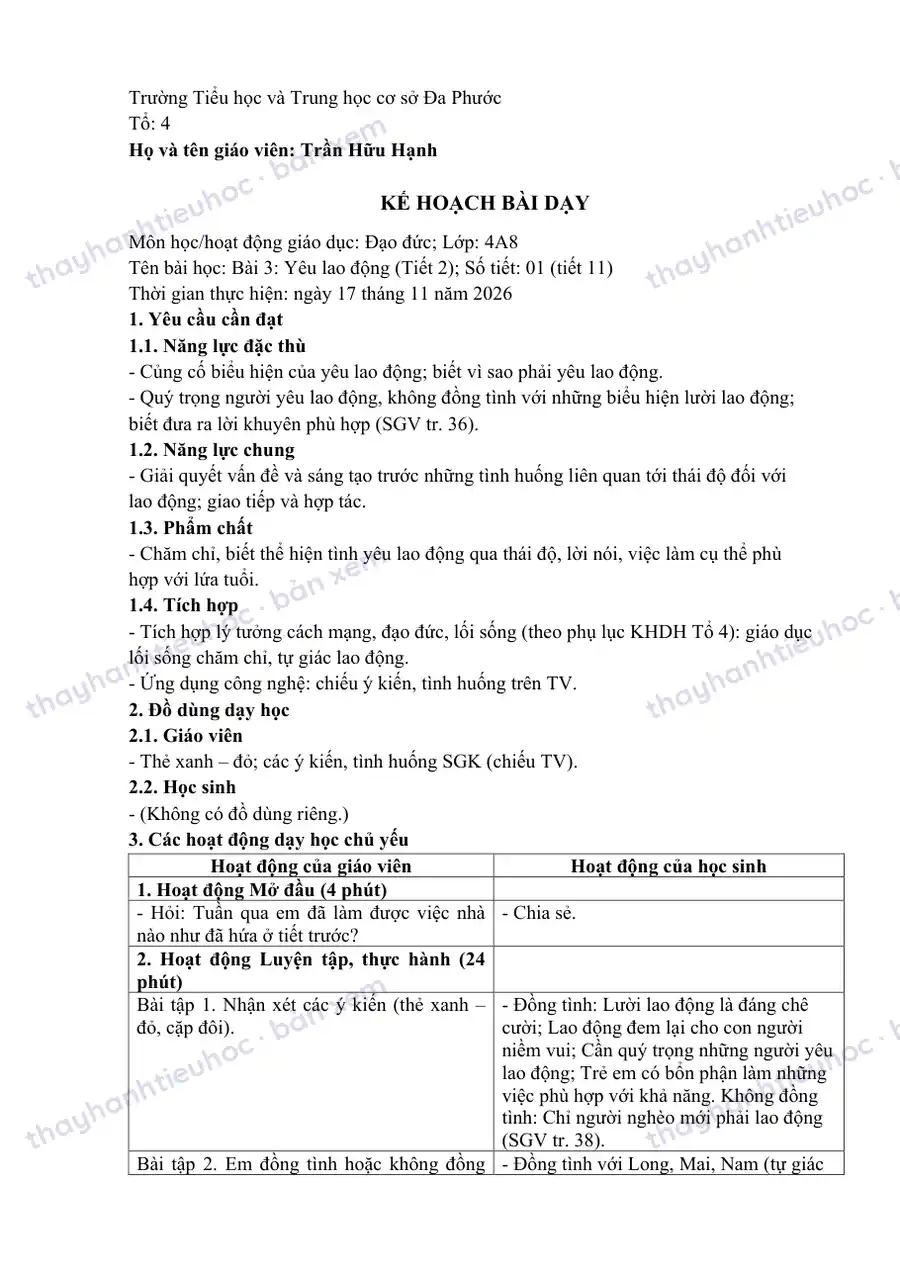 Trường Tiểu học và Trung học cơ sở Đa Phước
Tổ: 4
Họ và tên giáo viên: Trần Hữu Hạnh
KẾ HOẠCH BÀI DẠY
Môn học/hoạt động giáo dục: Đạo đức; Lớp: 4A8
Tên bài học: Bài 3: Yêu lao động (Tiết 2); Số tiết: 01 (tiết 11)
Thời gian thực hiện: ngày 17 tháng 11 năm 2026
1. Yêu cầu cần đạt
1.1. Năng lực đặc thù
- Củng cố biểu hiện của yêu lao động; biết vì sao phải yêu lao động.
- Quý trọng người yêu lao động, không đồng tình với những biểu hiện lười lao động;
biết đưa ra lời khuyên phù hợp (SGV tr. 36).
1.2. Năng lực chung
- Giải quyết vấn đề và sáng tạo trước những tình huống liên quan tới thái độ đối với
lao động; giao tiếp và hợp tác.
1.3. Phẩm chất
- Chăm chỉ, biết thể hiện tình yêu lao động qua thái độ, lời nói, việc làm cụ thể phù
hợp với lứa tuổi.
1.4. Tích hợp
- Tích hợp lý tưởng cách mạng, đạo đức, lối sống (theo phụ lục KHDH Tổ 4): giáo dục
lối sống chăm chỉ, tự giác lao động.
- Ứng dụng công nghệ: chiếu ý kiến, tình huống trên TV.
2. Đồ dùng dạy học
2.1. Giáo viên
- Thẻ xanh – đỏ; các ý kiến, tình huống SGK (chiếu TV).
2.2. Học sinh
- (Không có đồ dùng riêng.)
3. Các hoạt động dạy học chủ yếu
Hoạt động của giáo viên
Hoạt động của học sinh
1. Hoạt động Mở đầu (4 phút)
- Hỏi: Tuần qua em đã làm được việc nhà
nào như đã hứa ở tiết trước?
- Chia sẻ.
2. Hoạt động Luyện tập, thực hành (24
phút)
Bài tập 1. Nhận xét các ý kiến (thẻ xanh –
đỏ, cặp đôi).
- Đồng tình: Lười lao động là đáng chê
cười; Lao động đem lại cho con người
niềm vui; Cần quý trọng những người yêu
lao động; Trẻ em có bổn phận làm những
việc phù hợp với khả năng. Không đồng
tình: Chỉ người nghèo mới phải lao động
(SGV tr. 38).
Bài tập 2. Em đồng tình hoặc không đồng
- Đồng tình với Long, Mai, Nam (tự giác
thayhanhtieuhoc · bản xem
thayhanhtieuhoc · b
thayhanhtieuhoc · bản xem
thayhanhtieuhoc · b
thayhanhtieuhoc · bản xem
thayhanhtieuhoc · b